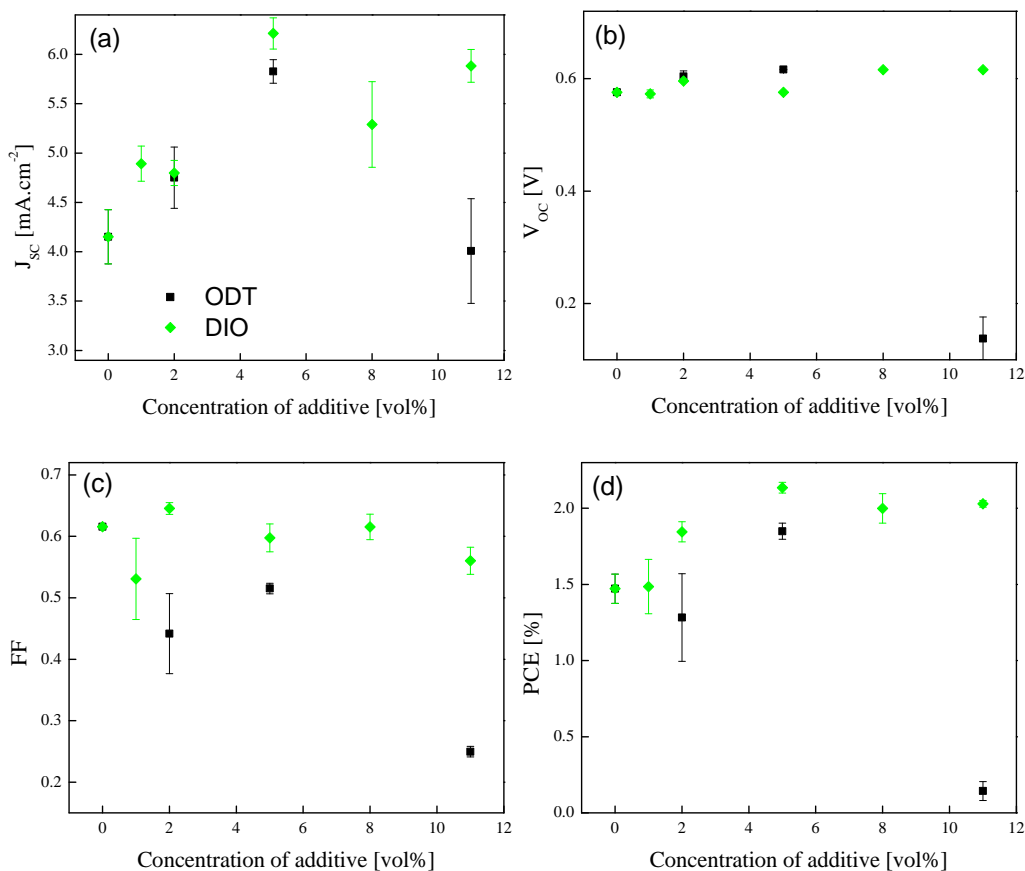 (a)
6.0
5.5
5.0
4.5
4.0
3.5
3.0
J_SC [mA.cm⁻²]
ODT
DIO
0 2 4 6 8 10 12
Concentration of additive [vol%]
(b)
0.6
0.4
0.2
V_OC [V]
0 2 4 6 8 10 12
Concentration of additive [vol%]
(c)
0.7
0.6
0.5
0.4
0.3
0.2
FF
0 2 4 6 8 10 12
Concentration of additive [vol%]
(d)
2.0
1.5
1.0
0.5
0.0
PCE [%]
0 2 4 6 8 10 12
Concentration of additive [vol%]